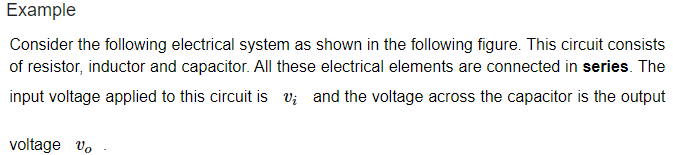 Example
Consider the following electrical system as shown in the following figure. This circuit consists
of resistor, inductor and capacitor. All these electrical elements are connected in series. The
input voltage applied to this circuit is vᵢ and the voltage across the capacitor is the output
voltage vₒ .